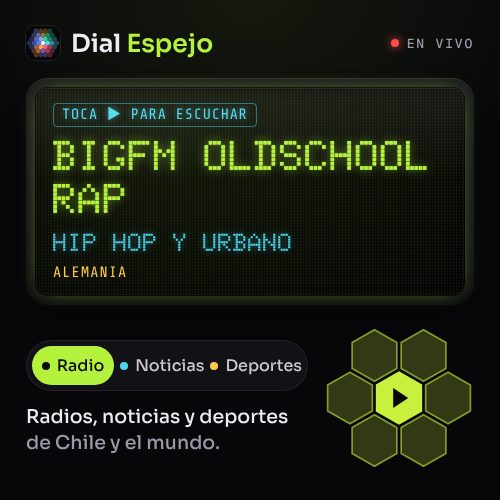 Dial Espejo
EN VIVO
TOCA ▶ PARA ESCUCHAR
BIGFM OLDSCHOOL
RAP
HIP HOP Y URBANO
ALEMANIA
Radio Noticias Deportes
Radios, noticias y deportes
de Chile y el mundo.